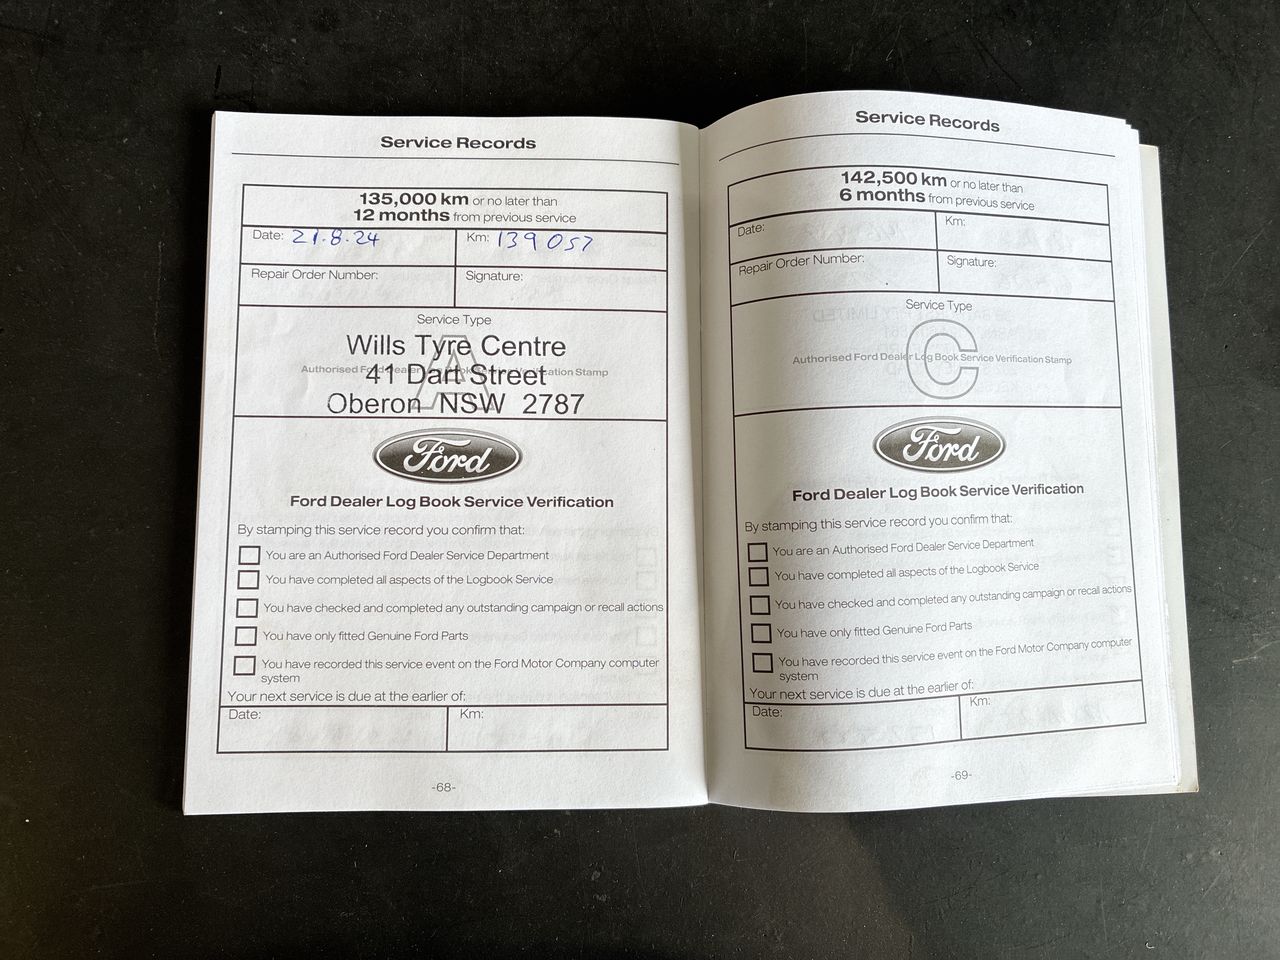 Service Records
135,000 km or no later than
12 months from previous service
Date: 21.8.24
Km: 139 057
Repair Order Number:
Signature:
Service Type
A
Authorised Ford Dealer Log Book Service Verification Stamp
Wills Tyre Centre
41 Dart Street
Oberon NSW 2787
Ford
Ford Dealer Log Book Service Verification
By stamping this service record you confirm that:
You are an Authorised Ford Dealer Service Department
You have completed all aspects of the Logbook Service
You have checked and completed any outstanding campaign or recall actions
You have only fitted Genuine Ford Parts
You have recorded this service event on the Ford Motor Company computer
system
Your next service is due at the earlier of:
Date:
Km:
-68-
Service Records
142,500 km or no later than
6 months from previous service
Date:
Km:
Repair Order Number:
Signature:
Service Type
C
Authorised Ford Dealer Log Book Service Verification Stamp
Ford
Ford Dealer Log Book Service Verification
By stamping this service record you confirm that:
You are an Authorised Ford Dealer Service Department
You have completed all aspects of the Logbook Service
You have checked and completed any outstanding campaign or recall actions
You have only fitted Genuine Ford Parts
You have recorded this service event on the Ford Motor Company computer
system
Your next service is due at the earlier of:
Date:
Km:
-69-